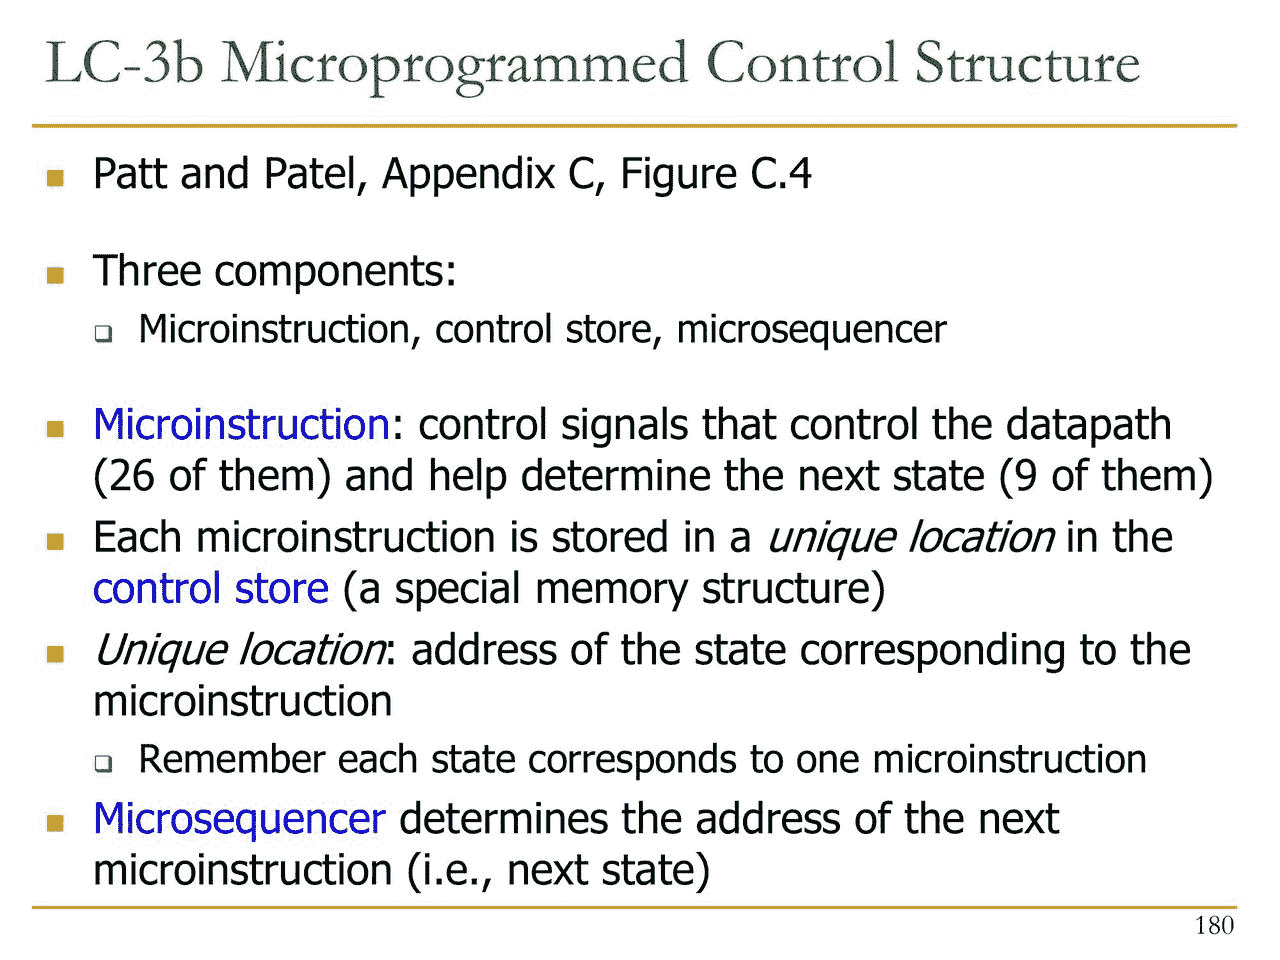 LC-3b Microprogrammed Control Structure
Patt and Patel, Appendix C, Figure C.4
Three components:
Microinstruction, control store, microsequencer
Microinstruction: control signals that control the datapath
(26 of them) and help determine the next state (9 of them)
Each microinstruction is stored in a unique location in the
control store (a special memory structure)
Unique location: address of the state corresponding to the
microinstruction
Remember each state corresponds to one microinstruction
Microsequencer determines the address of the next
microinstruction (i.e., next state)
180